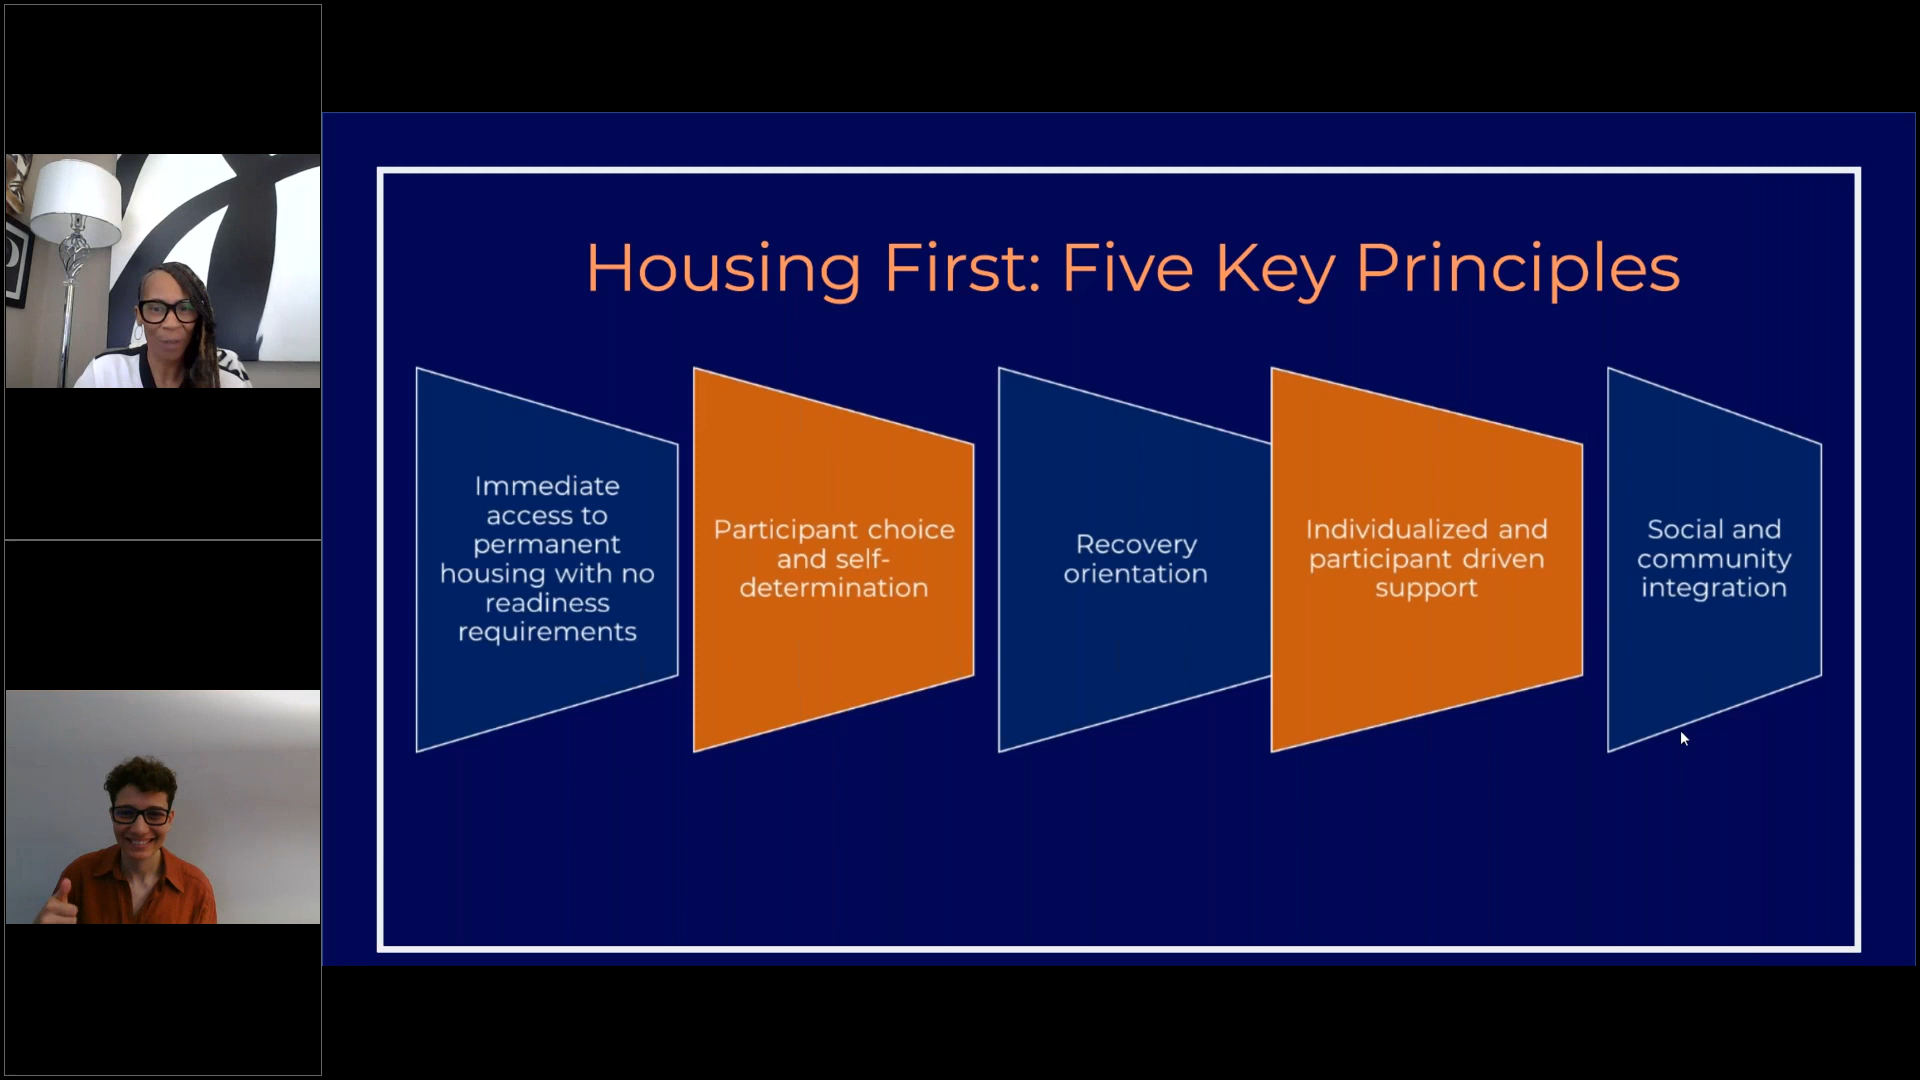 Housing First: Five Key Principles
Immediate
access to
permanent
housing with no
readiness
requirements
Participant choice
and self-
determination
Recovery
orientation
Individualized and
participant driven
support
Social and
community
integration